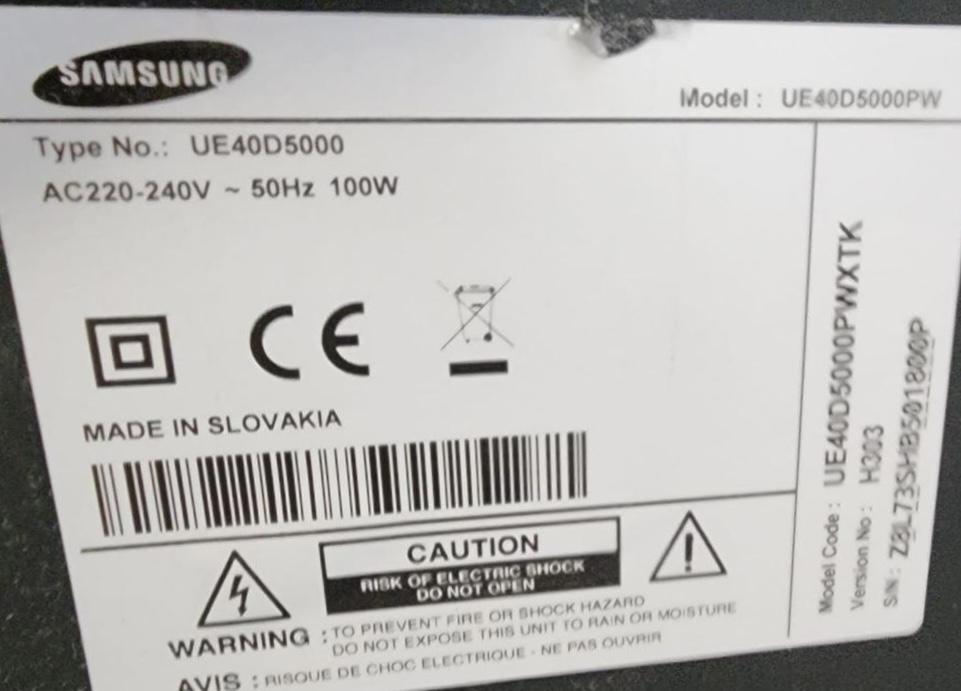 SAMSUNG
Model : UE40D5000PW
Type No.: UE40D5000
AC220-240V ~ 50Hz 100W
CE
MADE IN SLOVAKIA
CAUTION
RISK OF ELECTRIC SHOCK
DO NOT OPEN
WARNING : TO PREVENT FIRE OR SHOCK HAZARD
DO NOT EXPOSE THIS UNIT TO RAIN OR MOISTURE
AVIS : RISQUE DE CHOC ELECTRIQUE - NE PAS OUVRIR
Model Code : UE40D5000PWXTK
Version No : H303
S/N :